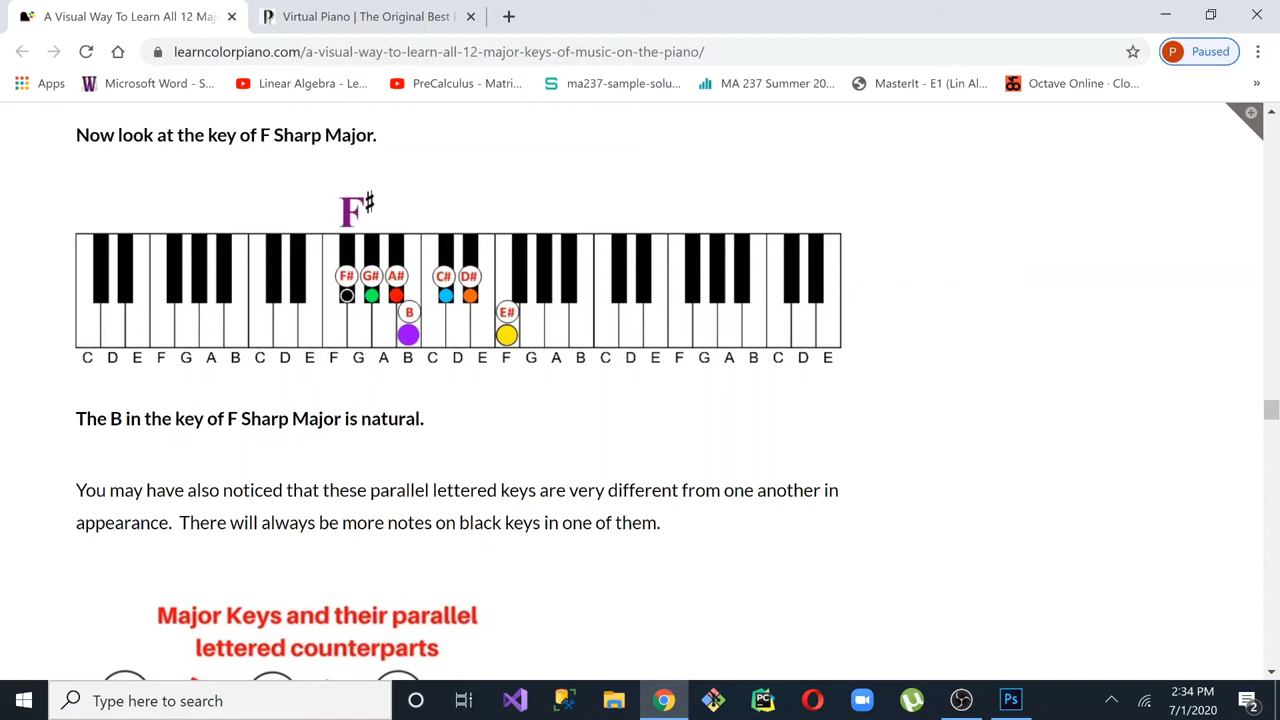 A Visual Way To Learn All 12 Maj
Virtual Piano | The Original Best P
learncolorpiano.com/a-visual-way-to-learn-all-12-major-keys-of-music-on-the-piano/
P Paused
Apps Microsoft Word - S... Linear Algebra - Le... PreCalculus - Matri... ma237-sample-solu... MA 237 Summer 20... MasterIt - E1 (Lin Al... Octave Online · Clo... »
Now look at the key of F Sharp Major.
F♯
F# G# A# C# D#
B E#
C D E F G A B C D E F G A B C D E F G A B C D E F G A B C D E
The B in the key of F Sharp Major is natural.
You may have also noticed that these parallel lettered keys are very different from one another in
appearance. There will always be more notes on black keys in one of them.
Major Keys and their parallel
lettered counterparts
Type here to search
2:34 PM
7/1/2020
2